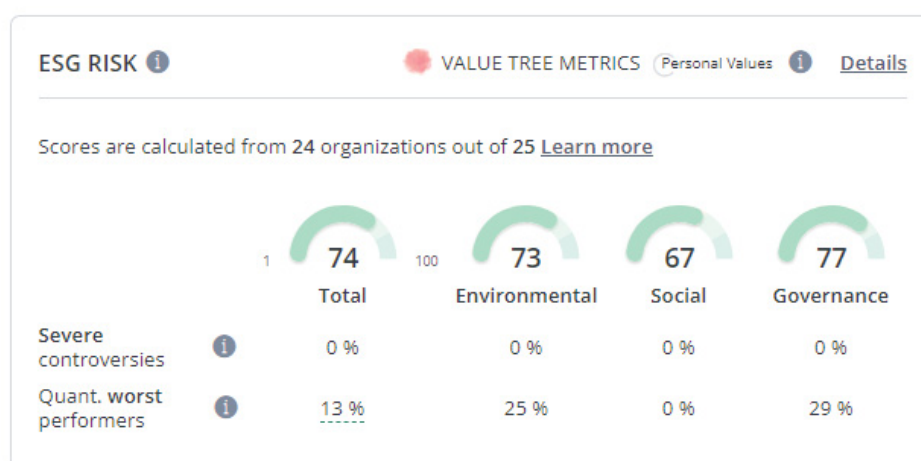 ESG RISK i VALUE TREE METRICS Personal Values i Details
Scores are calculated from 24 organizations out of 25 Learn more
1 74 100 73 67 77
Total Environmental Social Governance
Severe
controversies i 0 % 0 % 0 % 0 %
Quant. worst
performers i 13 % 25 % 0 % 29 %